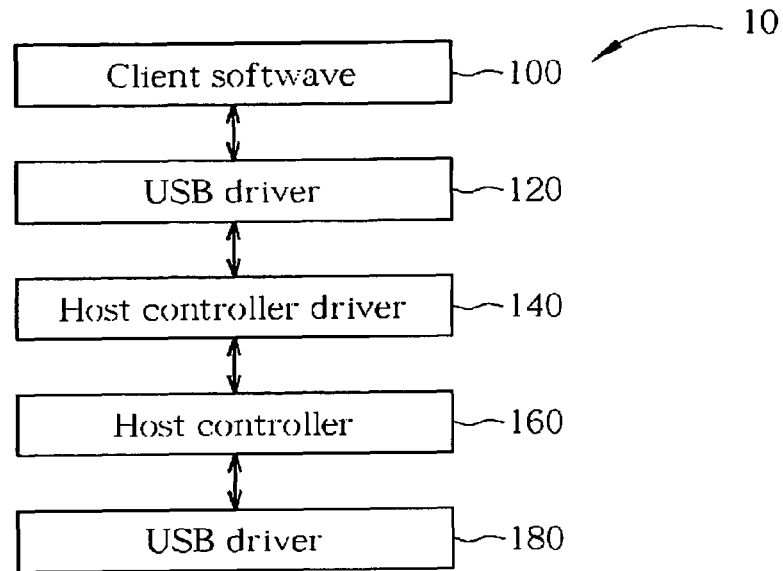 10
Client softwave 100
USB driver 120
Host controller driver 140
Host controller 160
USB driver 180